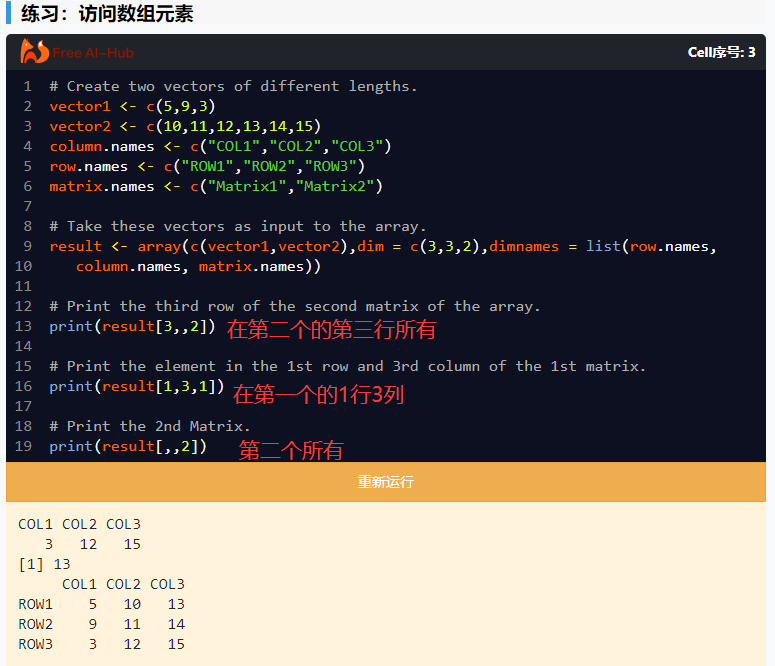 练习：访问数组元素
Free AI-Hub
Cell序号: 3
1 # Create two vectors of different lengths.
2 vector1 <- c(5,9,3)
3 vector2 <- c(10,11,12,13,14,15)
4 column.names <- c("COL1","COL2","COL3")
5 row.names <- c("ROW1","ROW2","ROW3")
6 matrix.names <- c("Matrix1","Matrix2")
7
8 # Take these vectors as input to the array.
9 result <- array(c(vector1,vector2),dim = c(3,3,2),dimnames = list(row.names,
10 column.names, matrix.names))
11
12 # Print the third row of the second matrix of the array.
13 print(result[3,,2]) 在第二个的第三行所有
14
15 # Print the element in the 1st row and 3rd column of the 1st matrix.
16 print(result[1,3,1]) 在第一个的1行3列
17
18 # Print the 2nd Matrix.
19 print(result[,,2]) 第二个所有
重新运行
COL1 COL2 COL3
3 12 15
[1] 13
COL1 COL2 COL3
ROW1 5 10 13
ROW2 9 11 14
ROW3 3 12 15